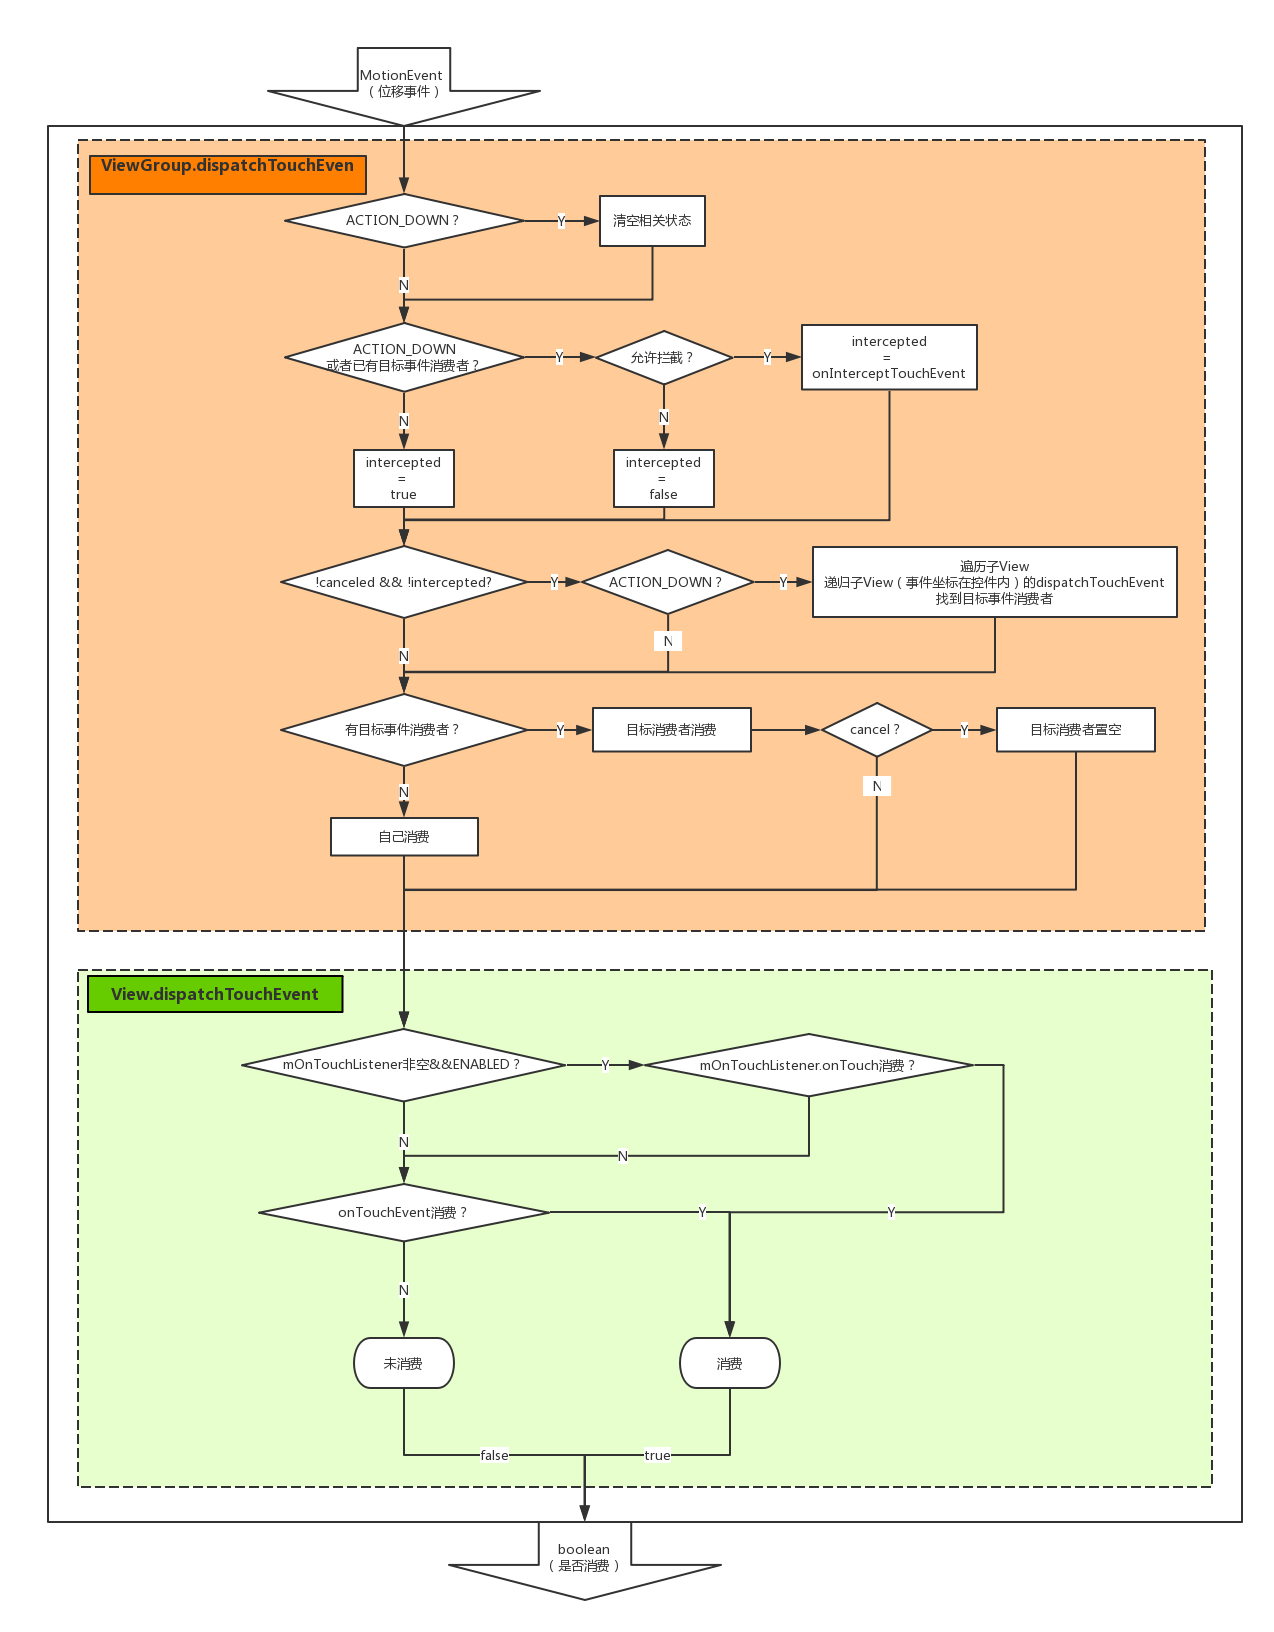 MotionEvent
（位移事件）
ViewGroup.dispatchTouchEven
ACTION_DOWN？
Y
清空相关状态
N
ACTION_DOWN
或者已有目标事件消费者？
Y
允许拦截？
Y
intercepted
=
onInterceptTouchEvent
N
N
intercepted
=
true
intercepted
=
false
!canceled && !intercepted?
Y
ACTION_DOWN？
Y
遍历子View
递归子View（事件坐标在控件内）的dispatchTouchEvent
找到目标事件消费者
N
N
有目标事件消费者？
Y
目标消费者消费
cancel？
Y
目标消费者置空
N
N
自己消费
View.dispatchTouchEvent
mOnTouchListener非空&&ENABLED？
Y
mOnTouchListener.onTouch消费？
N
N
onTouchEvent消费？
Y
Y
N
未消费
消费
false
true
boolean
（是否消费）